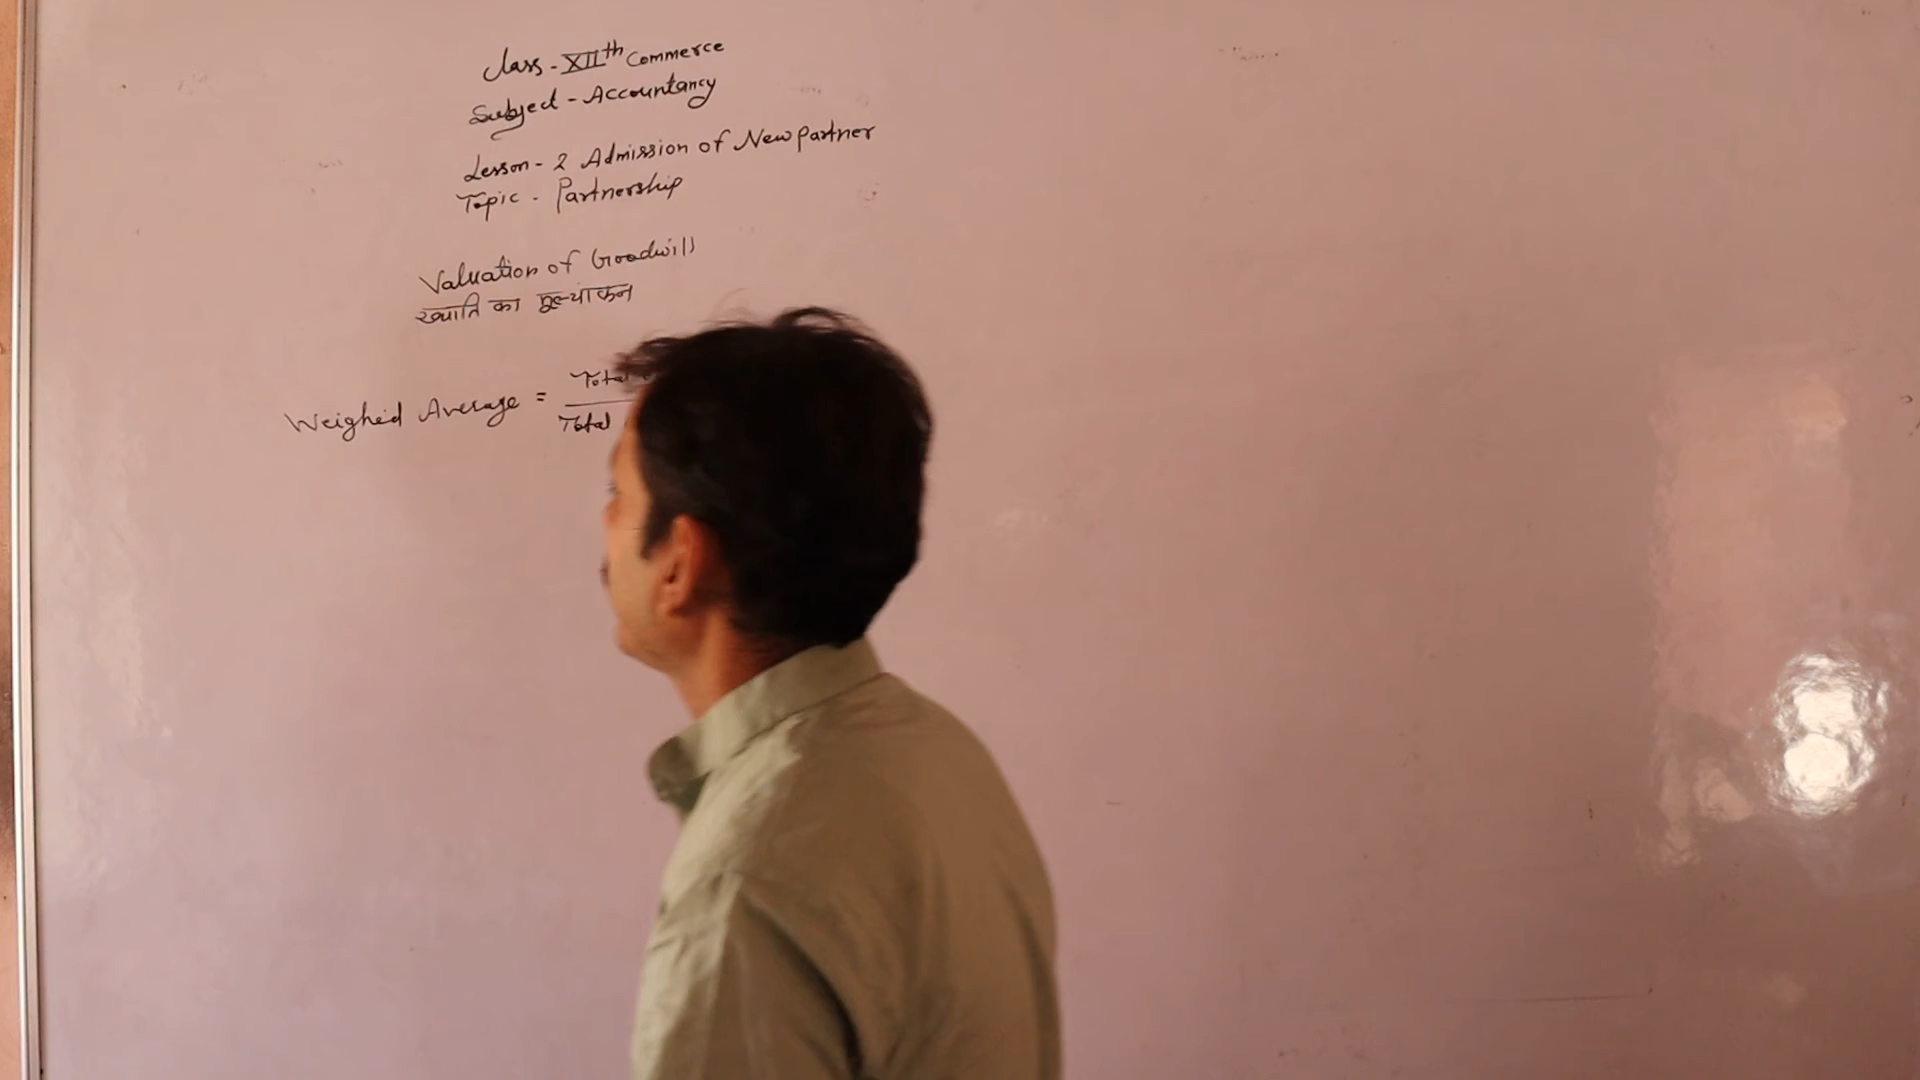 Class - XIIth Commerce
Subject - Accountancy
Lesson - 2 Admission of New Partner
Topic - Partnership
Valuation of Goodwill
ख्याति का मूल्यांकन
Weighed Average = Total
Total